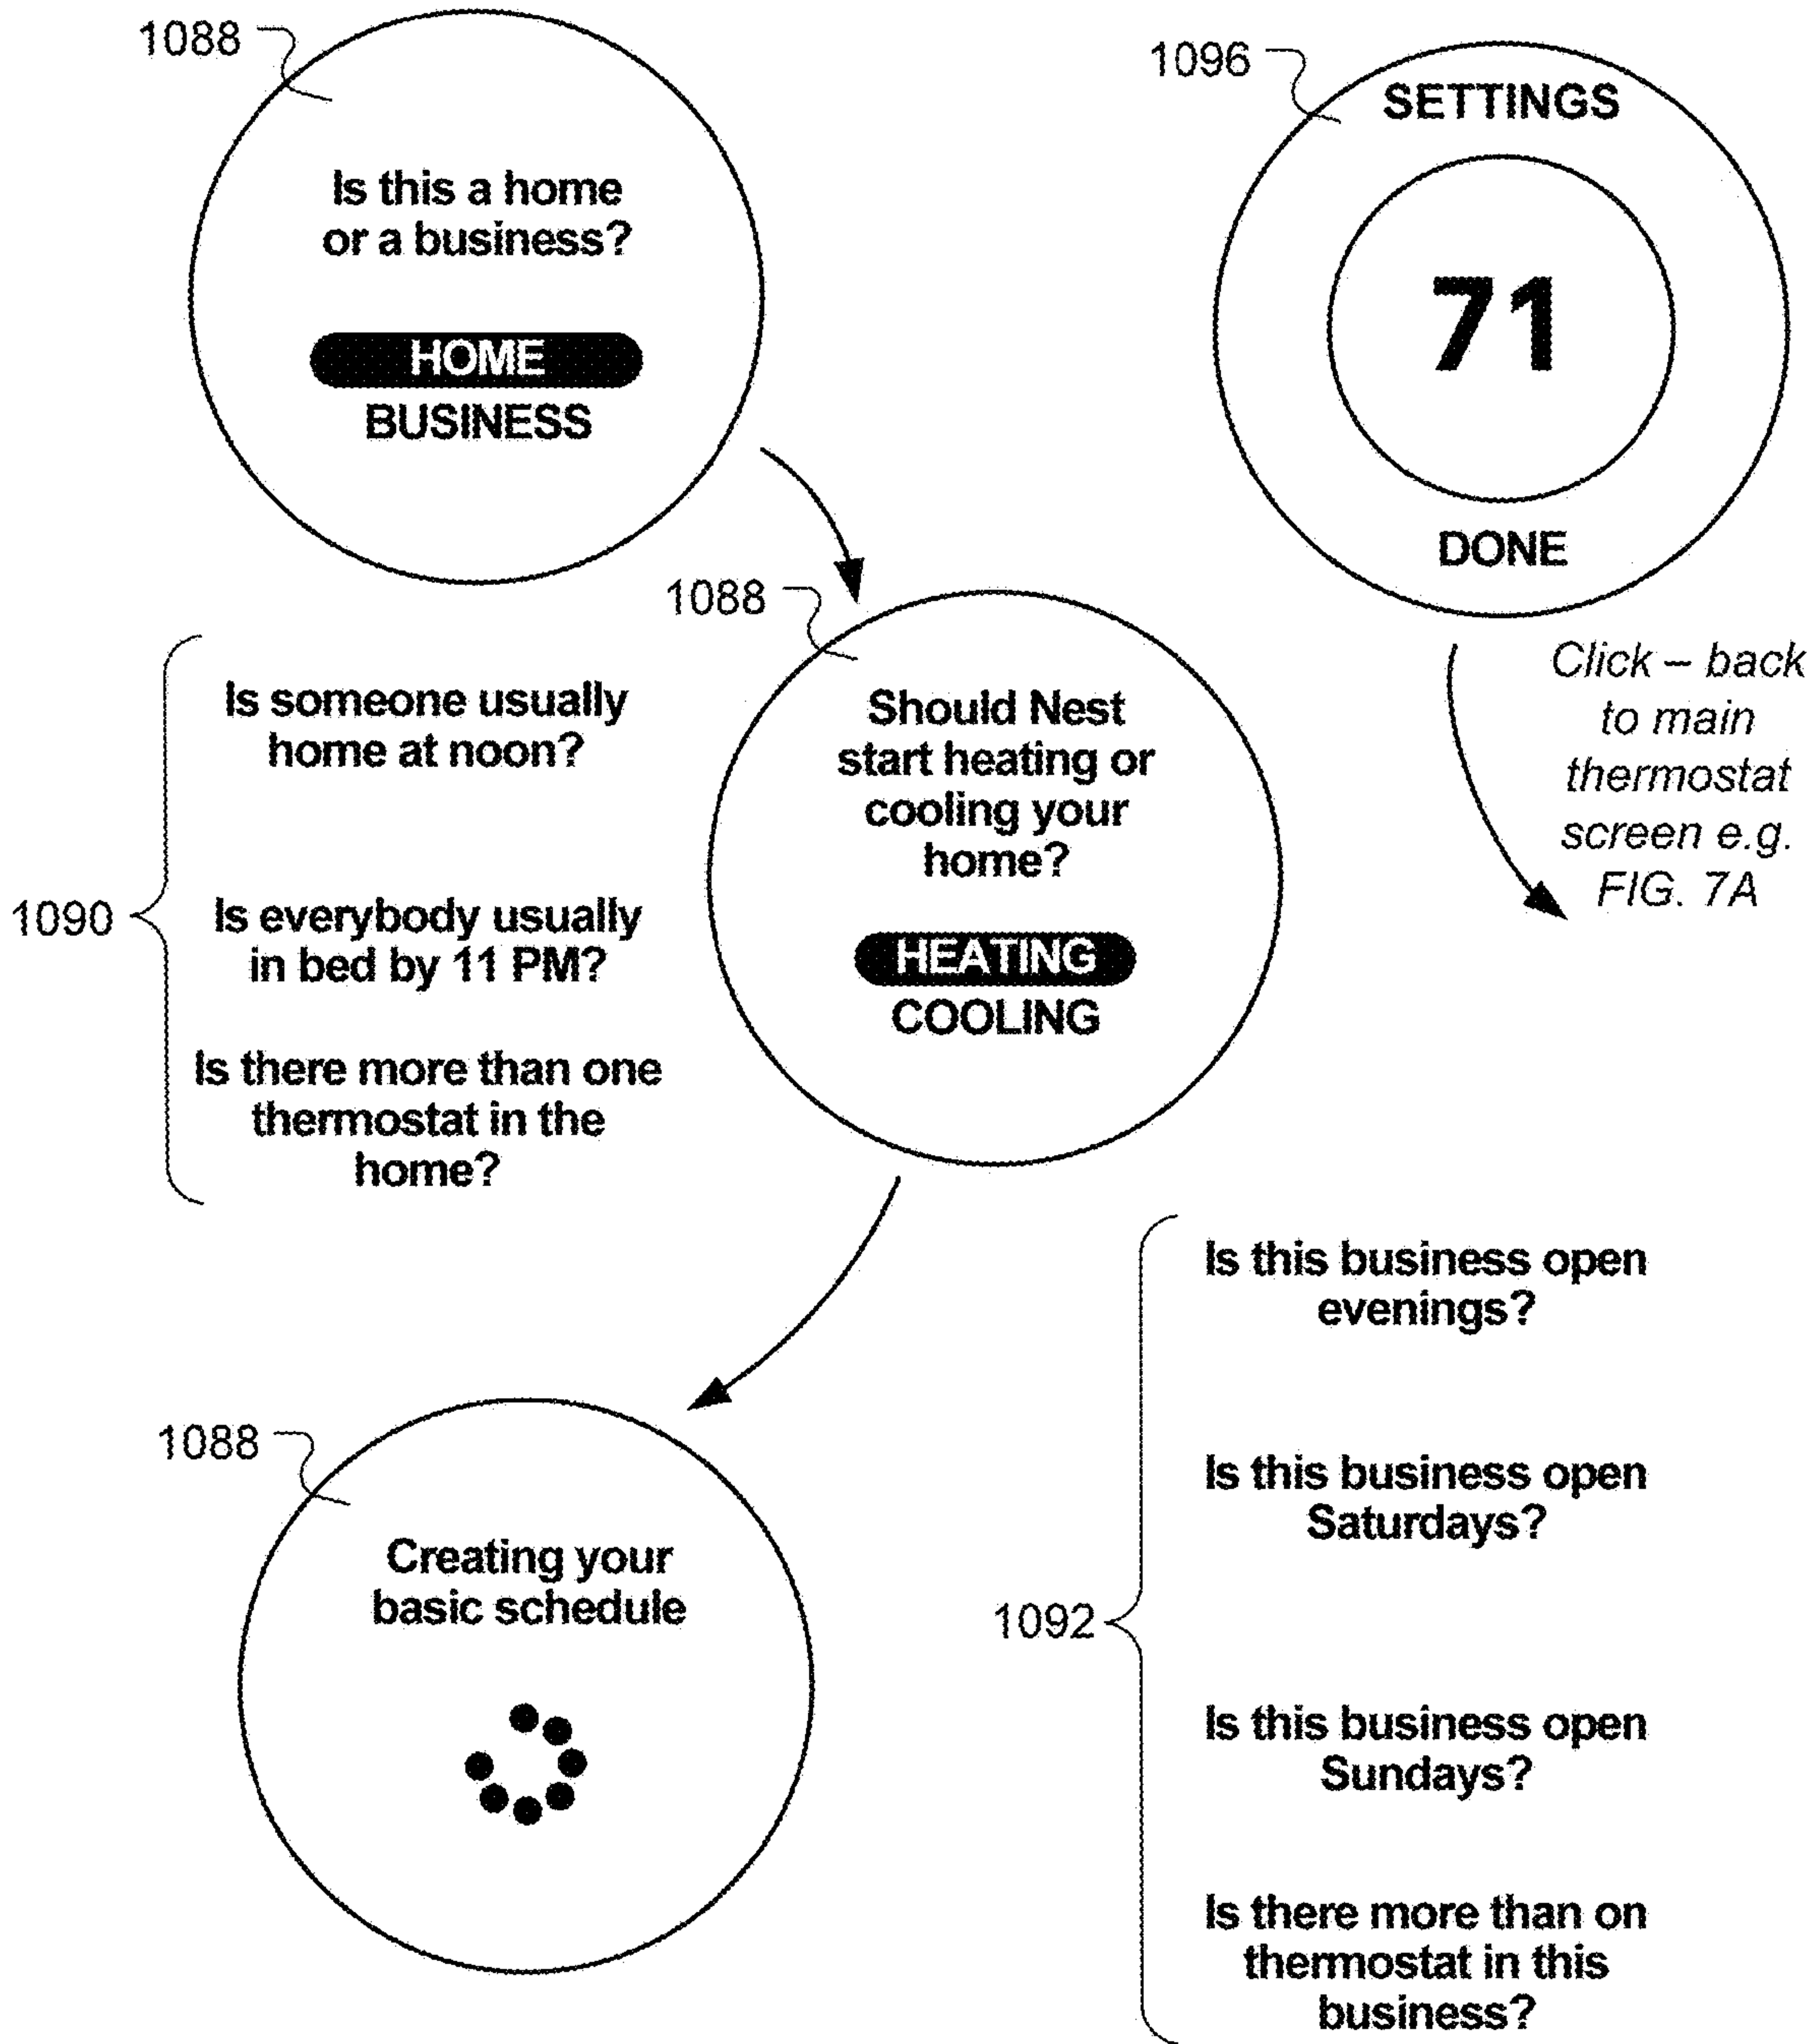 1088
Is this a home
or a business?
HOME
BUSINESS
1096
SETTINGS
71
DONE
Click – back
to main
thermostat
screen e.g.
FIG. 7A
1088
Should Nest
start heating or
cooling your
home?
HEATING
COOLING
1090
Is someone usually
home at noon?
Is everybody usually
in bed by 11 PM?
Is there more than one
thermostat in the
home?
1088
Creating your
basic schedule
1092
Is this business open
evenings?
Is this business open
Saturdays?
Is this business open
Sundays?
Is there more than on
thermostat in this
business?